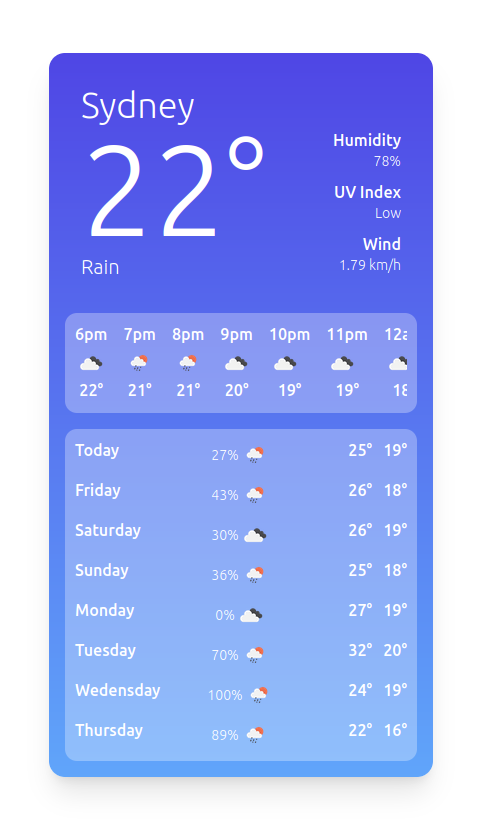 Sydney
22°
Rain
Humidity
78%
UV Index
Low
Wind
1.79 km/h
6pm 7pm 8pm 9pm 10pm 11pm 12a
22° 21° 21° 20° 19° 19° 18
Today 27% 25° 19°
Friday 43% 26° 18°
Saturday 30% 26° 19°
Sunday 36% 25° 18°
Monday 0% 27° 19°
Tuesday 70% 32° 20°
Wedensday 100% 24° 19°
Thursday 89% 22° 16°